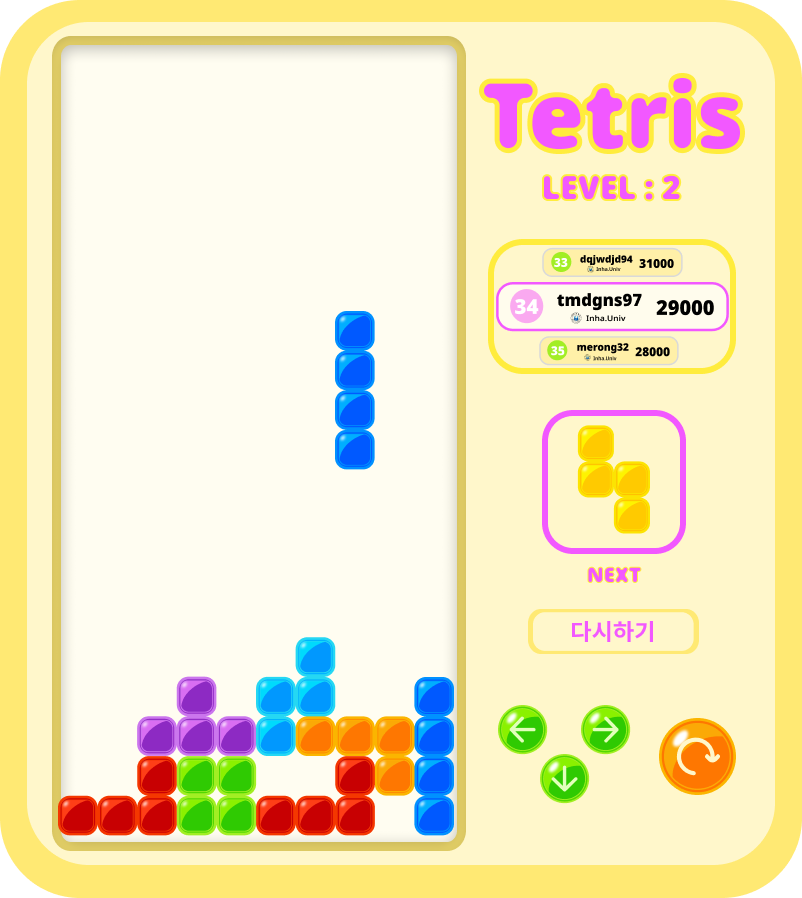 Tetris
LEVEL : 2
33 dqjwdjd94 31000
Inha.Univ
34 tmdgns97 29000
Inha.Univ
35 merong32 28000
Inha.Univ
NEXT
다시하기